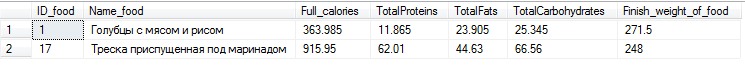 ID_food Name_food Full_calories TotalProteins TotalFats TotalCarbohydrates Finish_weight_of_food
1 1 Голубцы с мясом и рисом 363.985 11.865 23.905 25.345 271.5
2 17 Треска приспущенная под маринадом 915.95 62.01 44.63 66.56 248